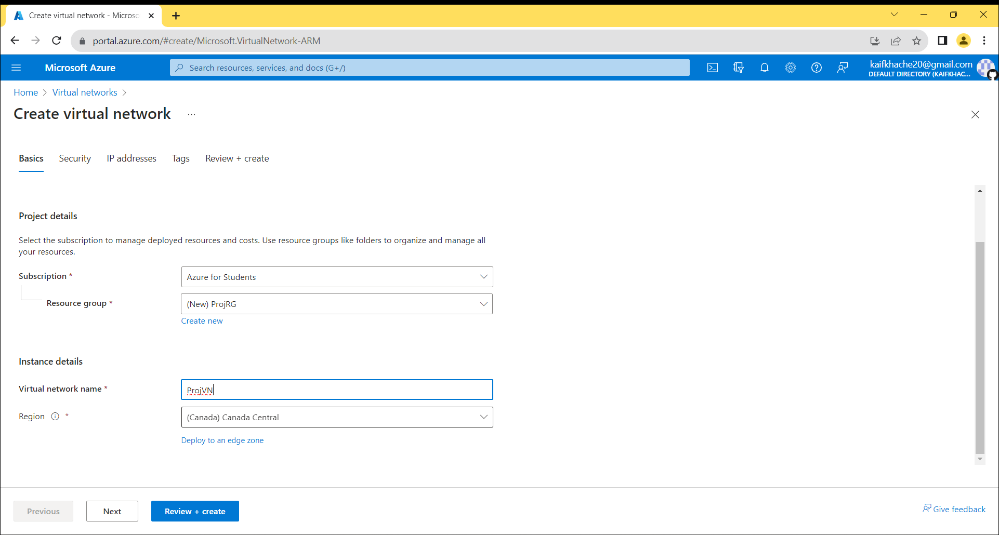 Create virtual network - Microso
portal.azure.com/#create/Microsoft.VirtualNetwork-ARM
Microsoft Azure
Search resources, services, and docs (G+/)
kaifkhache20@gmail.com
DEFAULT DIRECTORY (KAIFKHAC...
Home > Virtual networks >
Create virtual network ...
Basics Security IP addresses Tags Review + create
Project details
Select the subscription to manage deployed resources and costs. Use resource groups like folders to organize and manage all
your resources.
Subscription * Azure for Students
Resource group * (New) ProjRG
Create new
Instance details
Virtual network name * ProjVN
Region * (Canada) Canada Central
Deploy to an edge zone
Previous Next Review + create Give feedback